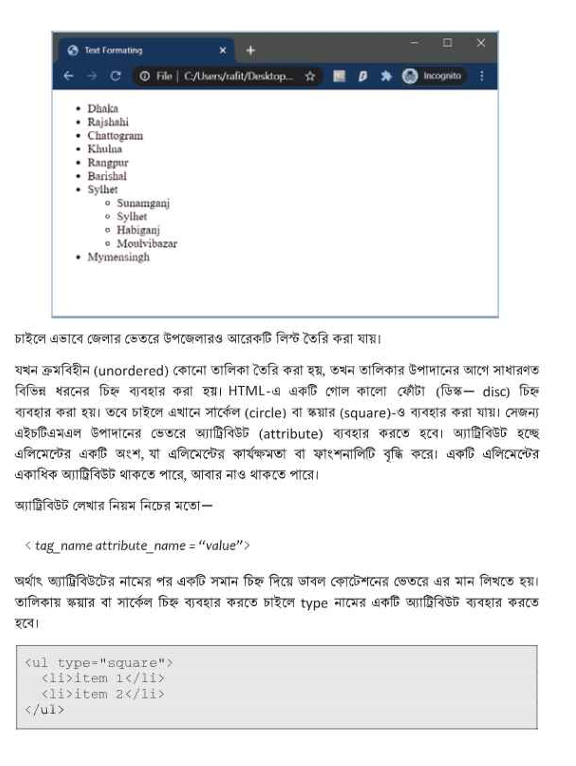 Text Formating
File | C:/Users/rafit/Desktop... Incognito
• Dhaka
• Rajshahi
• Chattogram
• Khulna
• Rangpur
• Barishal
• Sylhet
○ Sunamganj
○ Sylhet
○ Habiganj
○ Moulvibazar
• Mymensingh
চাইলে এভাবে জেলার ভেতরে উপজেলারও আরেকটি লিস্ট তৈরি করা যায়।
যখন ক্রমবিহীন (unordered) কোনো তালিকা তৈরি করা হয়, তখন তালিকার উপাদানের আগে সাধারণত
বিভিন্ন ধরনের চিহ্ন ব্যবহার করা হয়। HTML-এ একটি গোল কালো ফোঁটা (ডিস্ক— disc) চিহ্ন
ব্যবহার করা হয়। তবে চাইলে এখানে সার্কেল (circle) বা স্কয়ার (square)-ও ব্যবহার করা যায়। সেজন্য
এইচটিএমএল উপাদানের ভেতরে অ্যাট্রিবিউট (attribute) ব্যবহার করতে হবে। অ্যাট্রিবিউট হচ্ছে
এলিমেন্টের একটি অংশ, যা এলিমেন্টের কার্যক্ষমতা বা ফাংশনালিটি বৃদ্ধি করে। একটি এলিমেন্টের
একাধিক অ্যাট্রিবিউট থাকতে পারে, আবার নাও থাকতে পারে।
অ্যাট্রিবিউট লেখার নিয়ম নিচের মতো—
< tag_name attribute_name = “value”>
অর্থাৎ অ্যাট্রিবিউটের নামের পর একটি সমান চিহ্ন দিয়ে ডাবল কোটেশনের ভেতরে এর মান লিখতে হয়।
তালিকায় স্কয়ার বা সার্কেল চিহ্ন ব্যবহার করতে চাইলে type নামের একটি অ্যাট্রিবিউট ব্যবহার করতে
হবে।
<ul type="square">
<li>item 1</li>
<li>item 2</li>
</ul>